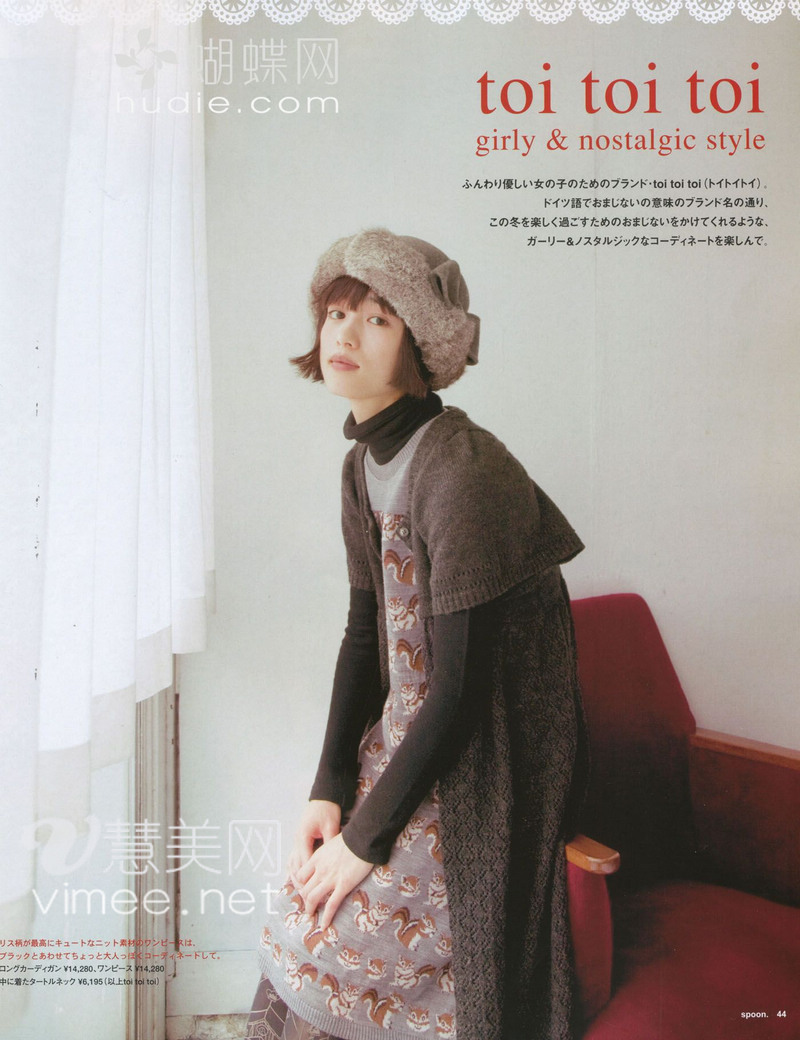 蝴蝶网
hudie.com
toi toi toi
girly & nostalgic style
ふんわり優しい女の子のためのブランド・toi toi toi（トイトイトイ）。
ドイツ語でおまじないの意味のブランド名の通り、
この冬を楽しく過ごすためのおまじないをかけてくれるような、
ガーリー&ノスタルジックなコーディネートを楽しんで。
V慧美网
vimee.net
リス柄が最高にキュートなニット素材のワンピースは、
ブラックとあわせてちょっと大人っぽくコーディネートして。
ロングカーディガン ¥14,280、ワンピース ¥14,280
中に着たタートルネック ¥6,195（以上toi toi toi）
spoon. 44